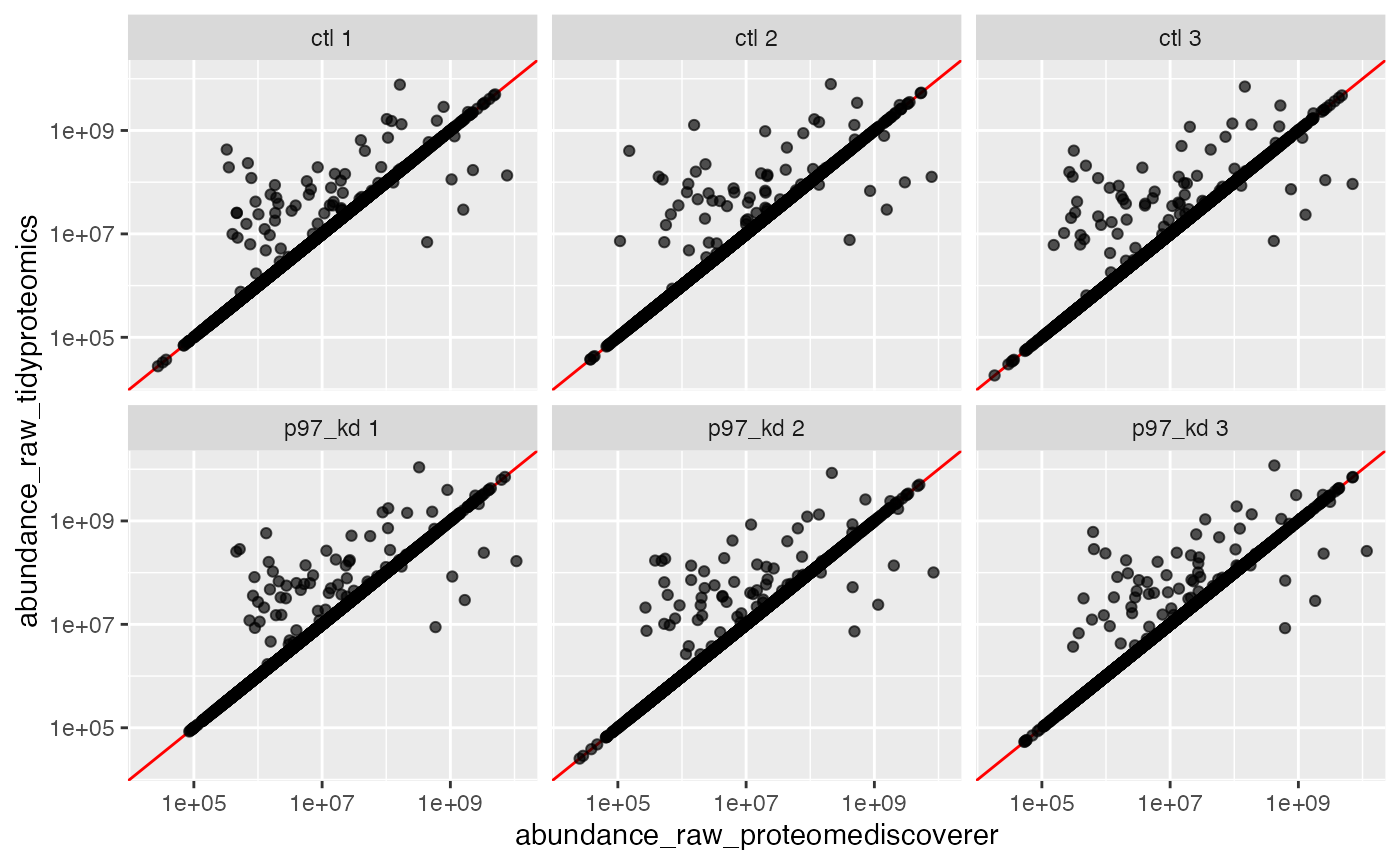 ctl 1 ctl 2 ctl 3
1e+09
1e+07
1e+05
abundance_raw_tidyproteomics
p97_kd 1 p97_kd 2 p97_kd 3
1e+09
1e+07
1e+05
1e+05 1e+07 1e+09 1e+05 1e+07 1e+09 1e+05 1e+07 1e+09
abundance_raw_proteomediscoverer